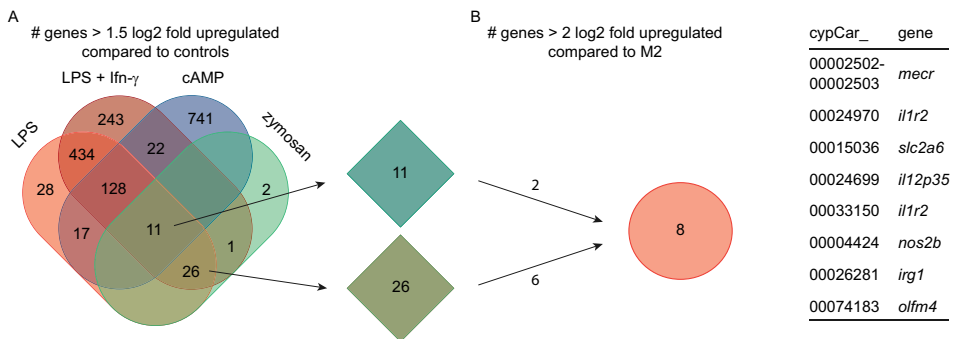 A
# genes > 1.5 log2 fold upregulated
compared to controls
LPS + Ifn-γ
cAMP
LPS
zymosan
243
741
434
22
28
128
2
17
11
1
26
11
26
2
6
B
# genes > 2 log2 fold upregulated
compared to M2
8
cypCar_ gene
00002502-
00002503 mecr
00024970 il1r2
00015036 slc2a6
00024699 il12p35
00033150 il1r2
00004424 nos2b
00026281 irg1
00074183 olfm4